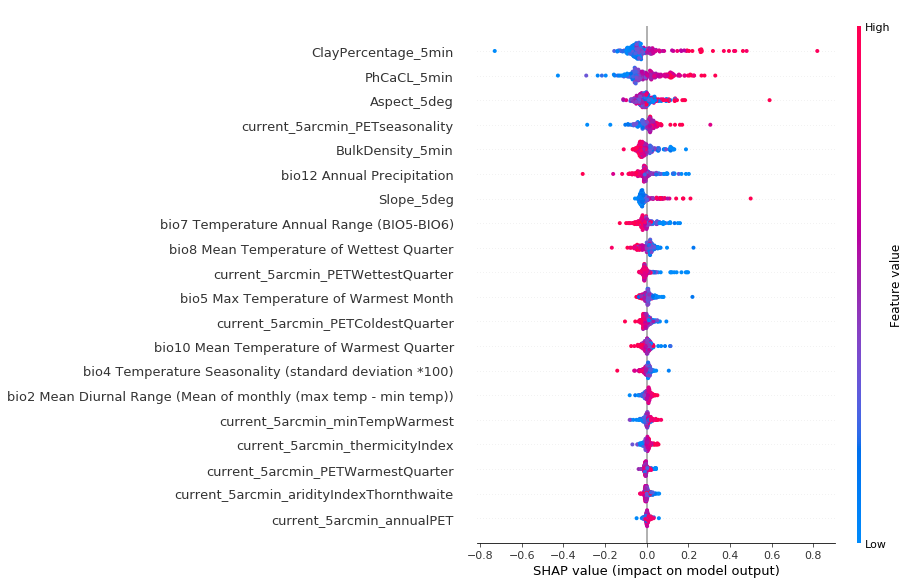 High
ClayPercentage_5min
PhCaCL_5min
Aspect_5deg
current_5arcmin_PETseasonality
BulkDensity_5min
bio12 Annual Precipitation
Slope_5deg
bio7 Temperature Annual Range (BIO5-BIO6)
bio8 Mean Temperature of Wettest Quarter
current_5arcmin_PETWettestQuarter
bio5 Max Temperature of Warmest Month
current_5arcmin_PETColdestQuarter
bio10 Mean Temperature of Warmest Quarter
bio4 Temperature Seasonality (standard deviation *100)
bio2 Mean Diurnal Range (Mean of monthly (max temp - min temp))
current_5arcmin_minTempWarmest
current_5arcmin_thermicityIndex
current_5arcmin_PETWarmestQuarter
current_5arcmin_aridityIndexThornthwaite
current_5arcmin_annualPET
Feature value
Low
−0.8 −0.6 −0.4 −0.2 0.0 0.2 0.4 0.6 0.8
SHAP value (impact on model output)